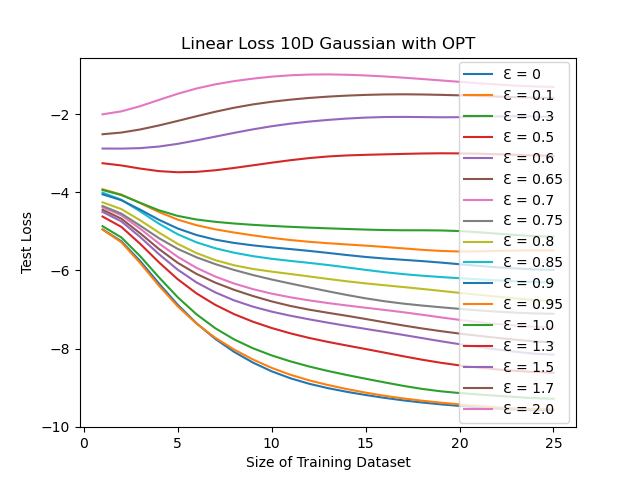 Linear Loss 10D Gaussian with OPT
Test Loss
−2
−4
−6
−8
−10
0
5
10
15
20
25
Size of Training Dataset
Ɛ = 0
Ɛ = 0.1
Ɛ = 0.3
Ɛ = 0.5
Ɛ = 0.6
Ɛ = 0.65
Ɛ = 0.7
Ɛ = 0.75
Ɛ = 0.8
Ɛ = 0.85
Ɛ = 0.9
Ɛ = 0.95
Ɛ = 1.0
Ɛ = 1.3
Ɛ = 1.5
Ɛ = 1.7
Ɛ = 2.0